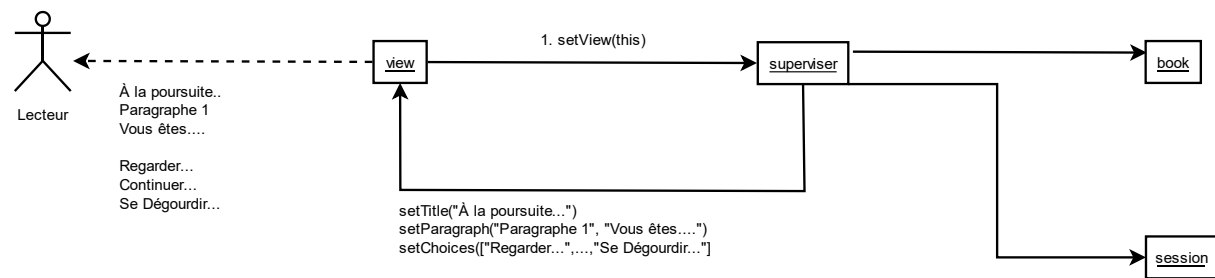 1. setView(this)
view
superviser
book
Lecteur
À la poursuite..
Paragraphe 1
Vous êtes....
Regarder...
Continuer...
Se Dégourdir...
setTitle("À la poursuite...")
setParagraph("Paragraphe 1", "Vous êtes....")
setChoices(["Regarder...",...,"Se Dégourdir..."]
session